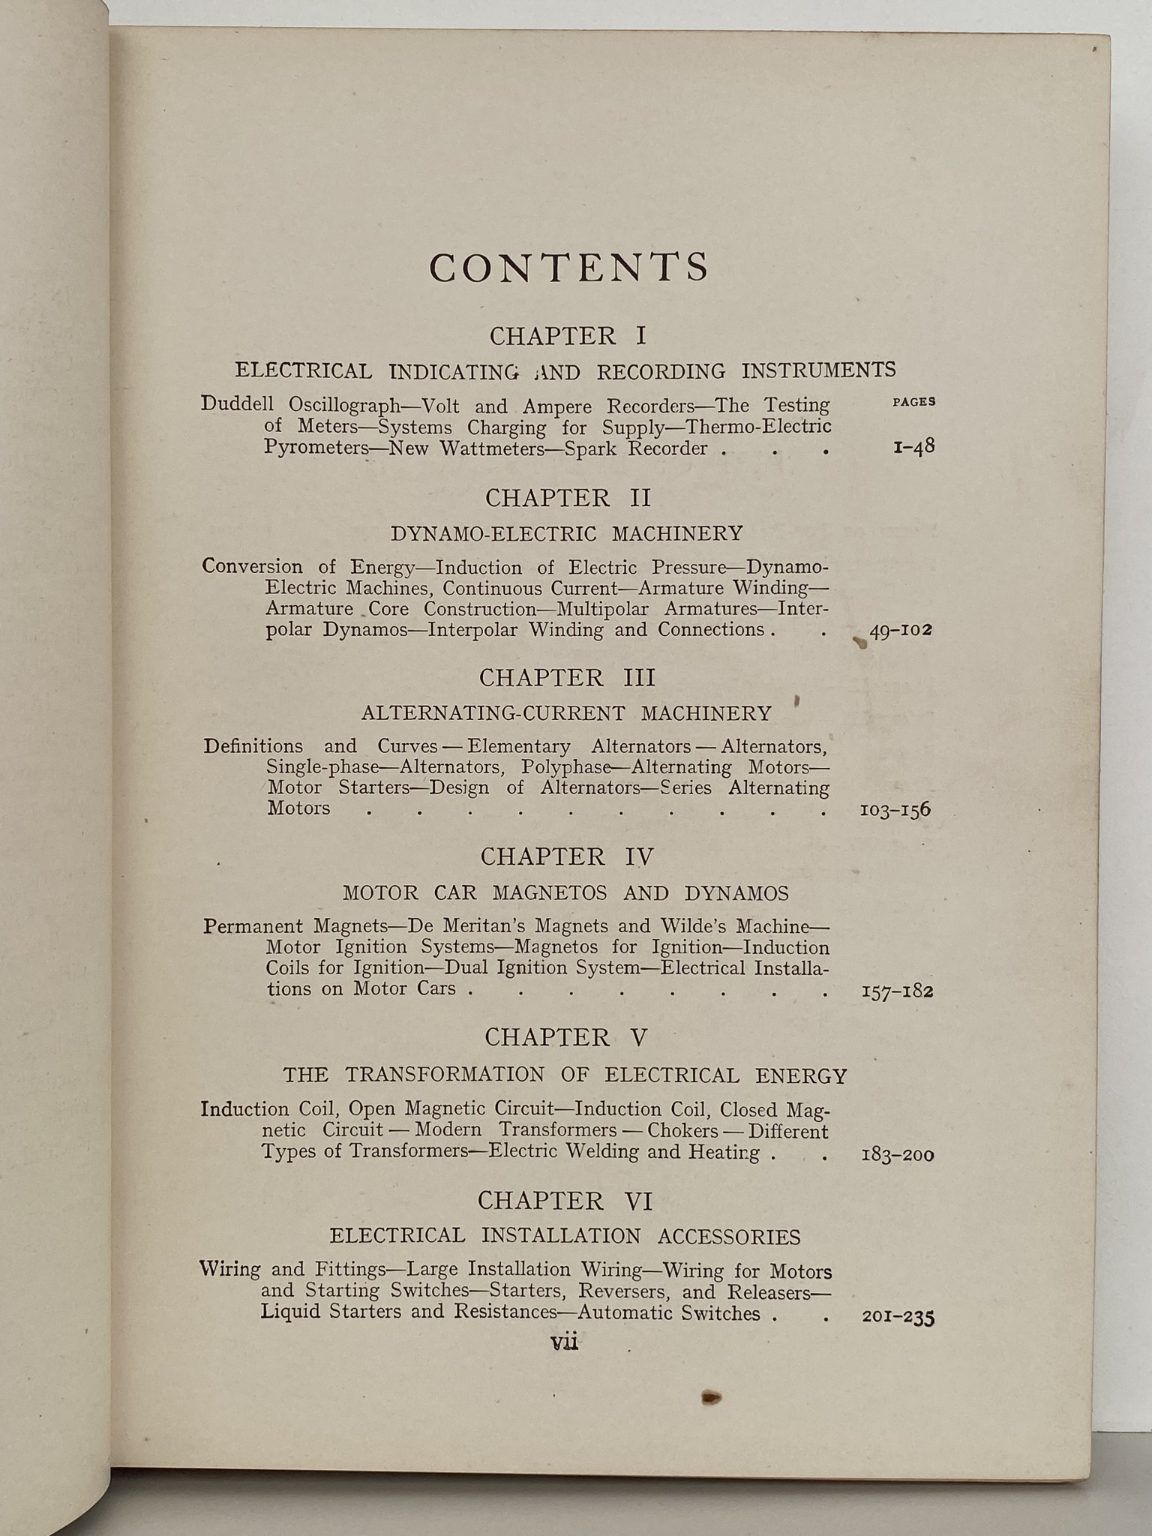 CONTENTS
CHAPTER I
ELECTRICAL INDICATING AND RECORDING INSTRUMENTS
PAGES
Duddell Oscillograph—Volt and Ampere Recorders—The Testing
of Meters—Systems Charging for Supply—Thermo-Electric
Pyrometers—New Wattmeters—Spark Recorder . . . 1–48
CHAPTER II
DYNAMO-ELECTRIC MACHINERY
Conversion of Energy—Induction of Electric Pressure—Dynamo-
Electric Machines, Continuous Current—Armature Winding—
Armature Core Construction—Multipolar Armatures—Inter-
polar Dynamos—Interpolar Winding and Connections . . 49–102
CHAPTER III
ALTERNATING-CURRENT MACHINERY
Definitions and Curves — Elementary Alternators — Alternators,
Single-phase—Alternators, Polyphase—Alternating Motors—
Motor Starters—Design of Alternators—Series Alternating
Motors . . . . . . . . . . 103–156
CHAPTER IV
MOTOR CAR MAGNETOS AND DYNAMOS
Permanent Magnets—De Meritan's Magnets and Wilde's Machine—
Motor Ignition Systems—Magnetos for Ignition—Induction
Coils for Ignition—Dual Ignition System—Electrical Installa-
tions on Motor Cars . . . . . . . . 157–182
CHAPTER V
THE TRANSFORMATION OF ELECTRICAL ENERGY
Induction Coil, Open Magnetic Circuit—Induction Coil, Closed Mag-
netic Circuit — Modern Transformers — Chokers — Different
Types of Transformers—Electric Welding and Heating . . 183–200
CHAPTER VI
ELECTRICAL INSTALLATION ACCESSORIES
Wiring and Fittings—Large Installation Wiring—Wiring for Motors
and Starting Switches—Starters, Reversers, and Releasers—
Liquid Starters and Resistances—Automatic Switches . . 201–235
vii